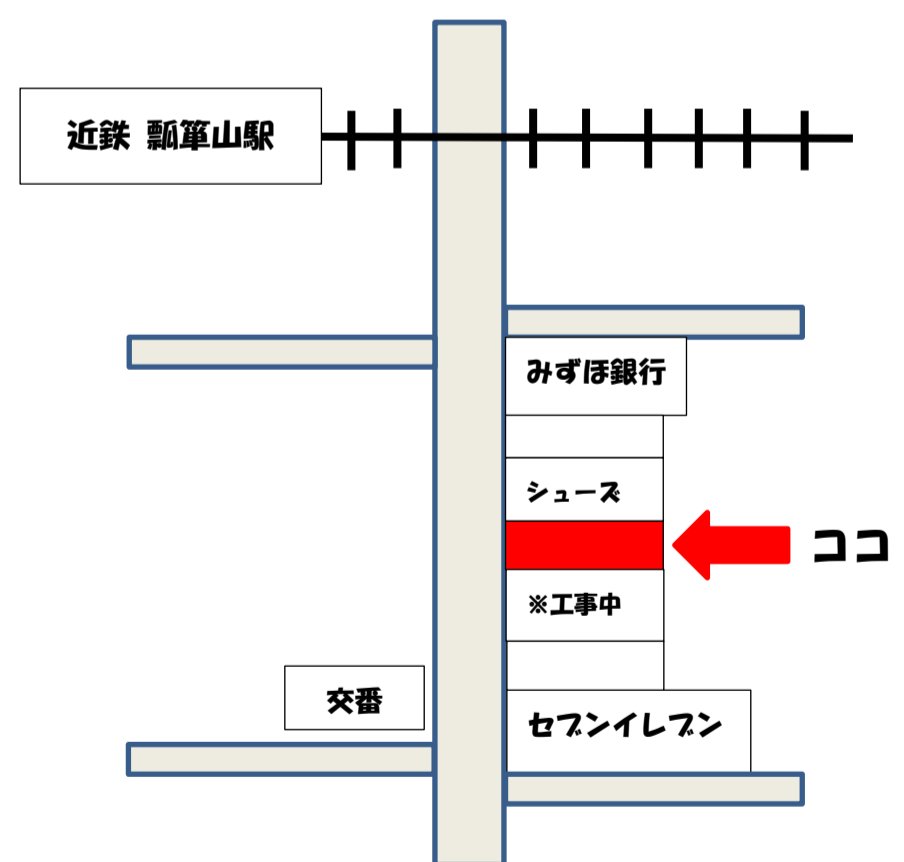 近鉄 瓢箪山駅
みずほ銀行
シューズ
ココ
※工事中
交番
セブンイレブン